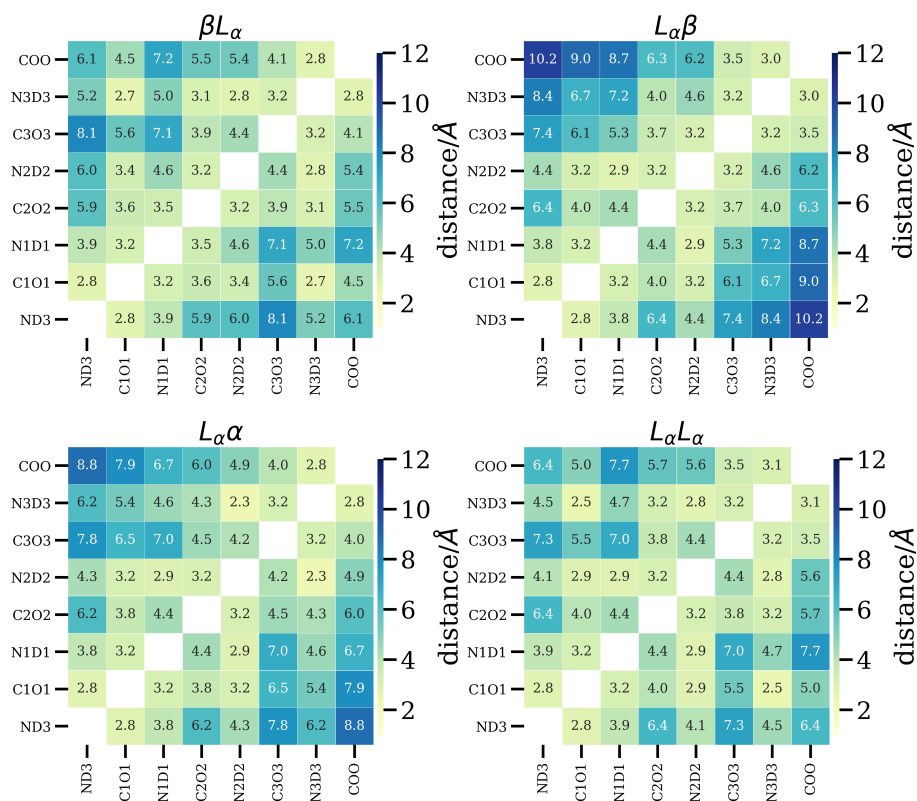 βLα
COO 6.1 4.5 7.2 5.5 5.4 4.1 2.8
N3D3 5.2 2.7 5.0 3.1 2.8 3.2 2.8
C3O3 8.1 5.6 7.1 3.9 4.4 3.2 4.1
N2D2 6.0 3.4 4.6 3.2 4.4 2.8 5.4
C2O2 5.9 3.6 3.5 3.2 3.9 3.1 5.5
N1D1 3.9 3.2 3.5 4.6 7.1 5.0 7.2
C1O1 2.8 3.2 3.6 3.4 5.6 2.7 4.5
ND3 2.8 3.9 5.9 6.0 8.1 5.2 6.1
ND3 C1O1 N1D1 C2O2 N2D2 C3O3 N3D3 COO
12
10
8
6
4
2
distance/Å
Lαβ
COO 10.2 9.0 8.7 6.3 6.2 3.5 3.0
N3D3 8.4 6.7 7.2 4.0 4.6 3.2 3.0
C3O3 7.4 6.1 5.3 3.7 3.2 3.2 3.5
N2D2 4.4 3.2 2.9 3.2 3.2 4.6 6.2
C2O2 6.4 4.0 4.4 3.2 3.7 4.0 6.3
N1D1 3.8 3.2 4.4 2.9 5.3 7.2 8.7
C1O1 2.8 3.2 4.0 3.2 6.1 6.7 9.0
ND3 2.8 3.8 6.4 4.4 7.4 8.4 10.2
ND3 C1O1 N1D1 C2O2 N2D2 C3O3 N3D3 COO
12
10
8
6
4
2
distance/Å
Lαα
COO 8.8 7.9 6.7 6.0 4.9 4.0 2.8
N3D3 6.2 5.4 4.6 4.3 2.3 3.2 2.8
C3O3 7.8 6.5 7.0 4.5 4.2 3.2 4.0
N2D2 4.3 3.2 2.9 3.2 4.2 2.3 4.9
C2O2 6.2 3.8 4.4 3.2 4.5 4.3 6.0
N1D1 3.8 3.2 4.4 2.9 7.0 4.6 6.7
C1O1 2.8 3.2 3.8 3.2 6.5 5.4 7.9
ND3 2.8 3.8 6.2 4.3 7.8 6.2 8.8
ND3 C1O1 N1D1 C2O2 N2D2 C3O3 N3D3 COO
12
10
8
6
4
2
distance/Å
LαLα
COO 6.4 5.0 7.7 5.7 5.6 3.5 3.1
N3D3 4.5 2.5 4.7 3.2 2.8 3.2 3.1
C3O3 7.3 5.5 7.0 3.8 4.4 3.2 3.5
N2D2 4.1 2.9 2.9 3.2 4.4 2.8 5.6
C2O2 6.4 4.0 4.4 3.2 3.8 3.2 5.7
N1D1 3.9 3.2 4.4 2.9 7.0 4.7 7.7
C1O1 2.8 3.2 4.0 2.9 5.5 2.5 5.0
ND3 2.8 3.9 6.4 4.1 7.3 4.5 6.4
ND3 C1O1 N1D1 C2O2 N2D2 C3O3 N3D3 COO
12
10
8
6
4
2
distance/Å